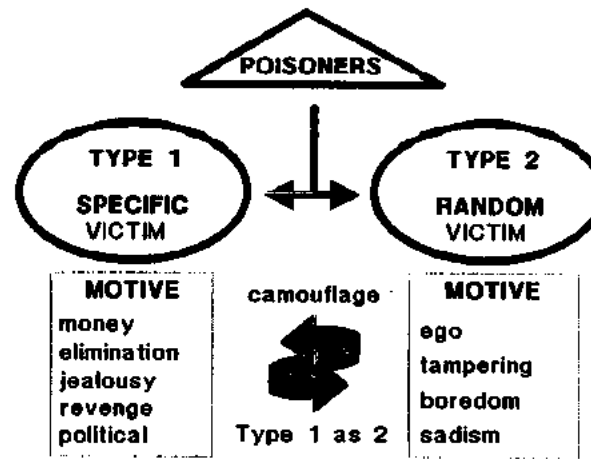 POISONERS
TYPE 1
SPECIFIC
VICTIM
TYPE 2
RANDOM
VICTIM
MOTIVE
money
elimination
jealousy
revenge
political
camouflage
Type 1 as 2
MOTIVE
ego
tampering
boredom
sadism